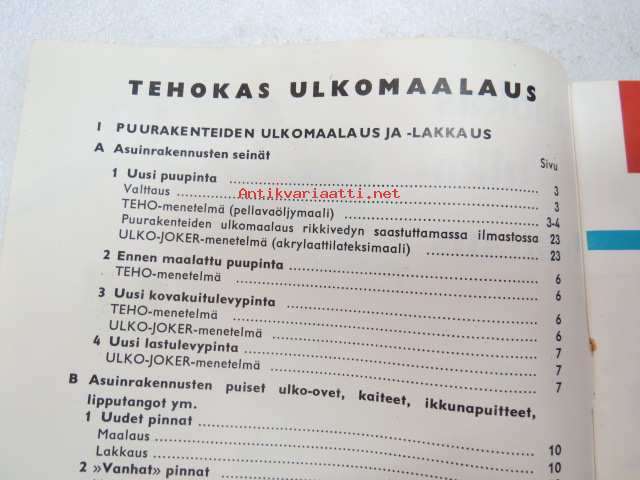 TEHOKAS ULKOMAALAUS
I PUURAKENTEIDEN ULKOMAALAUS JA -LAKKAUS
A Asuinrakennusten seinät Sivu
1 Uusi puupinta 3
Valttaus 3
TEHO-menetelmä (pellavaöljymaali) 3-4
Puurakenteiden ulkomaalaus rikkivedyn saastuttamassa ilmastossa 23
ULKO-JOKER-menetelmä (akrylaattilateksimaali) 23
2 Ennen maalattu puupinta 6
TEHO-menetelmä 6
3 Uusi kovakuitulevypinta 6
TEHO-menetelmä 6
ULKO-JOKER-menetelmä 6
4 Uusi lastulevypinta 7
ULKO-JOKER-menetelmä 7
B Asuinrakennusten puiset ulko-ovet, kaiteet, ikkunapuitteet,
lipputangot ym.
1 Uudet pinnat
Maalaus 10
Lakkaus 10
2 »Vanhat» pinnat
Antikvariaatti.net